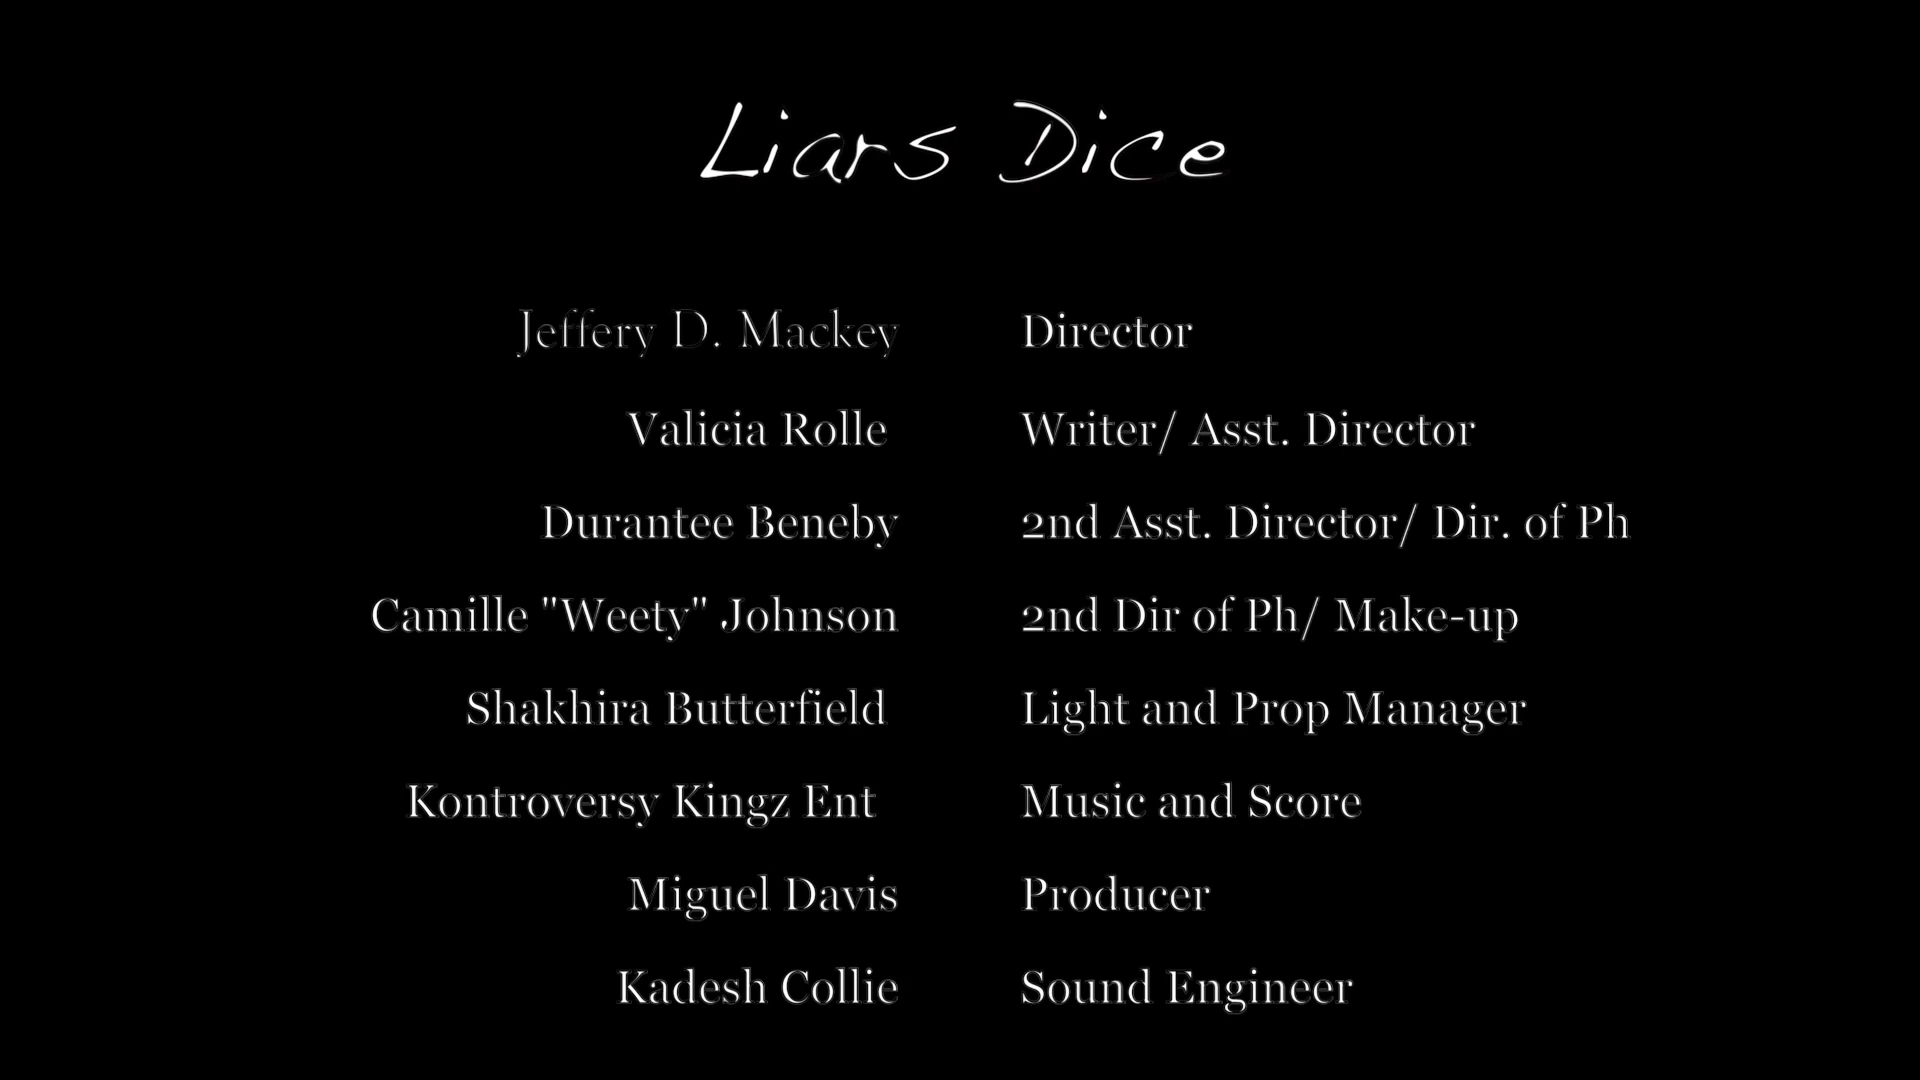 Liars Dice
Jeffery D. Mackey Director
Valicia Rolle Writer/ Asst. Director
Durantee Beneby 2nd Asst. Director/ Dir. of Ph
Camille "Weety" Johnson 2nd Dir of Ph/ Make-up
Shakhira Butterfield Light and Prop Manager
Kontroversy Kingz Ent Music and Score
Miguel Davis Producer
Kadesh Collie Sound Engineer